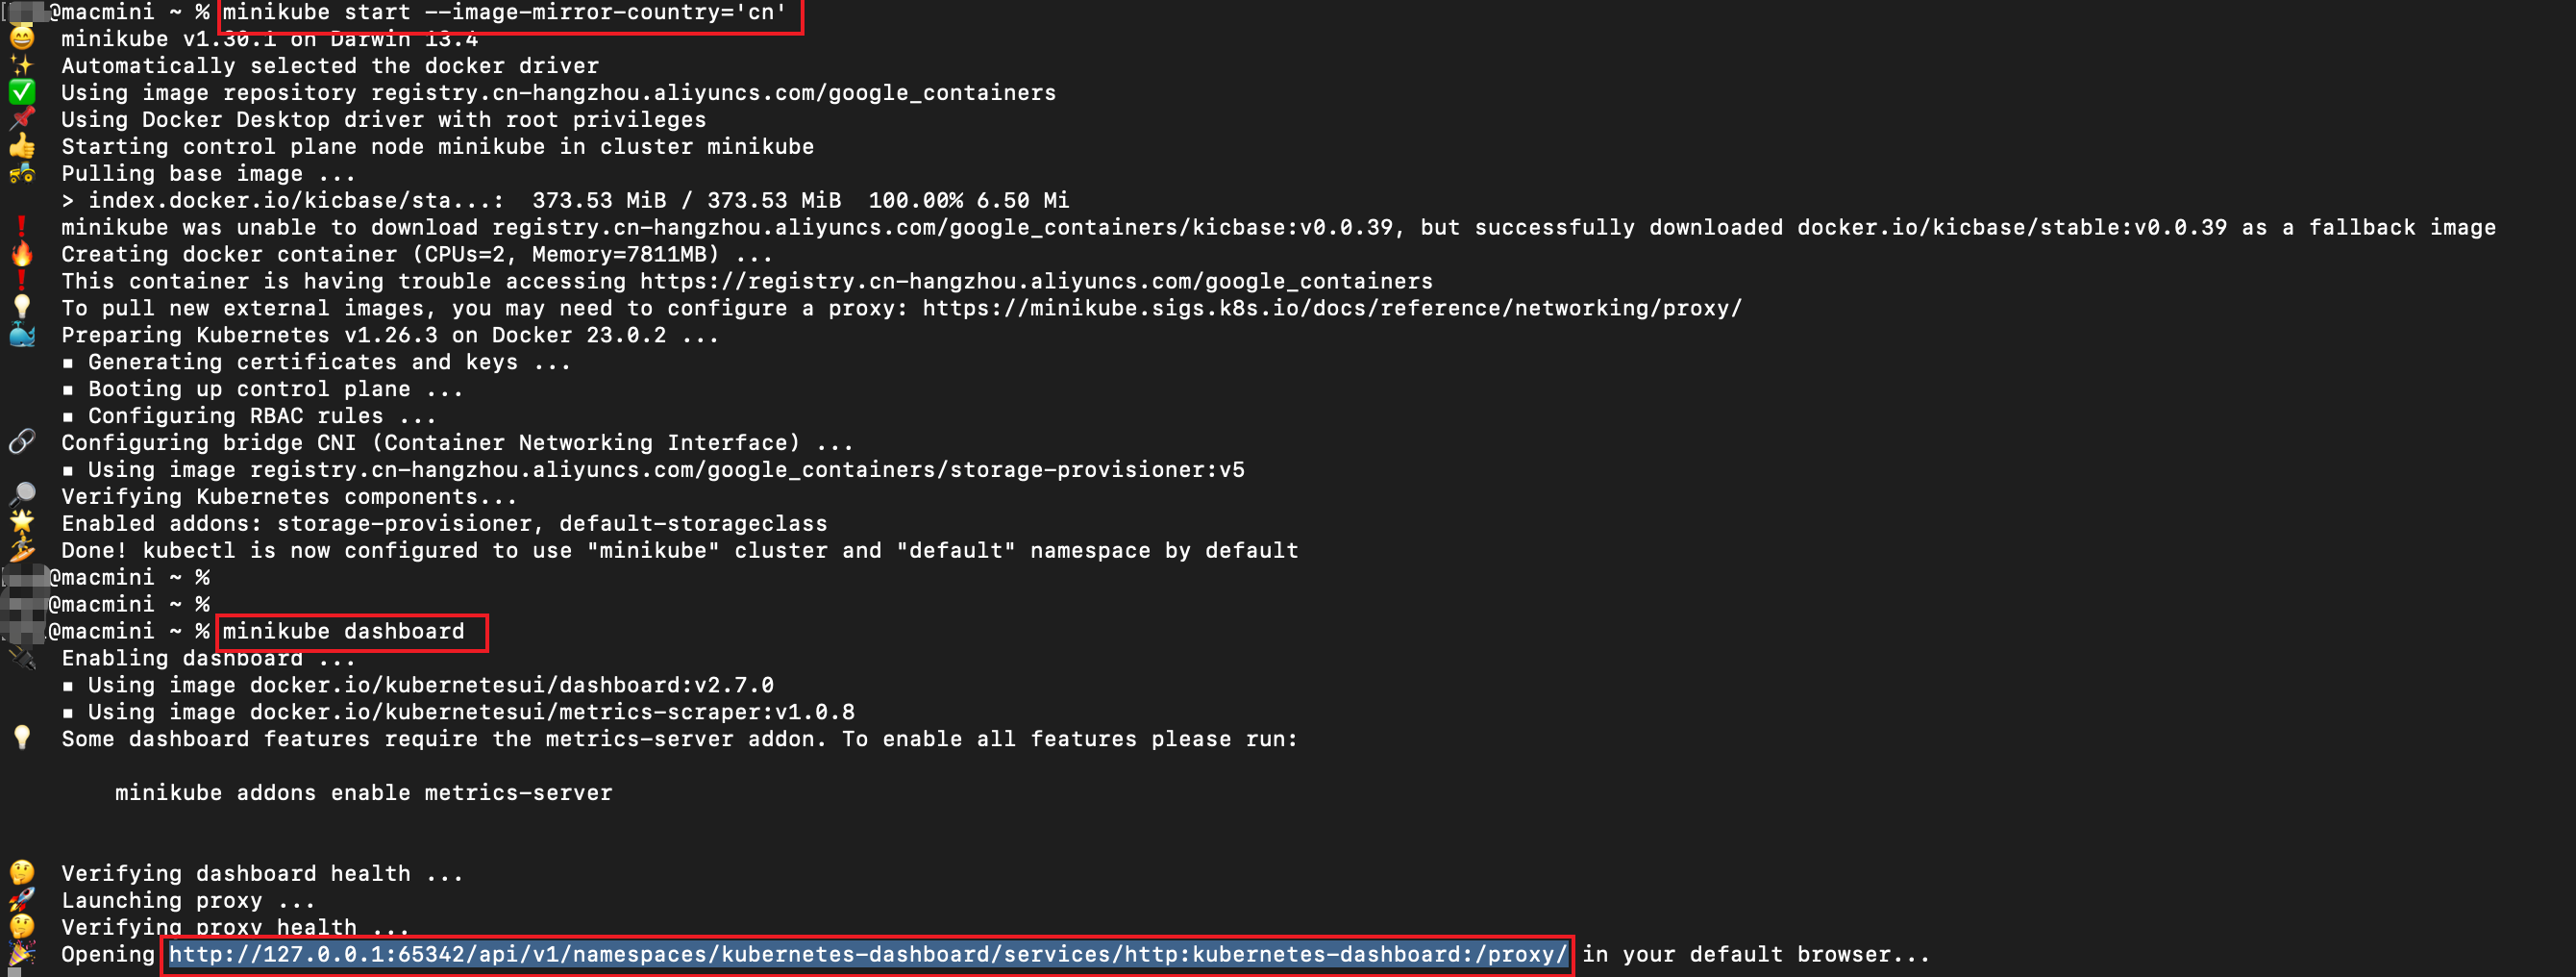 @macmini ~ % minikube start --image-mirror-country='cn'
minikube v1.30.1 on Darwin 13.4
Automatically selected the docker driver
Using image repository registry.cn-hangzhou.aliyuncs.com/google_containers
Using Docker Desktop driver with root privileges
Starting control plane node minikube in cluster minikube
Pulling base image ...
> index.docker.io/kicbase/sta...:  373.53 MiB / 373.53 MiB  100.00% 6.50 Mi
minikube was unable to download registry.cn-hangzhou.aliyuncs.com/google_containers/kicbase:v0.0.39, but successfully downloaded docker.io/kicbase/stable:v0.0.39 as a fallback image
Creating docker container (CPUs=2, Memory=7811MB) ...
This container is having trouble accessing https://registry.cn-hangzhou.aliyuncs.com/google_containers
To pull new external images, you may need to configure a proxy: https://minikube.sigs.k8s.io/docs/reference/networking/proxy/
Preparing Kubernetes v1.26.3 on Docker 23.0.2 ...
▪ Generating certificates and keys ...
▪ Booting up control plane ...
▪ Configuring RBAC rules ...
Configuring bridge CNI (Container Networking Interface) ...
▪ Using image registry.cn-hangzhou.aliyuncs.com/google_containers/storage-provisioner:v5
Verifying Kubernetes components...
Enabled addons: storage-provisioner, default-storageclass
Done! kubectl is now configured to use "minikube" cluster and "default" namespace by default
@macmini ~ %
@macmini ~ %
@macmini ~ % minikube dashboard
Enabling dashboard ...
▪ Using image docker.io/kubernetesui/dashboard:v2.7.0
▪ Using image docker.io/kubernetesui/metrics-scraper:v1.0.8
Some dashboard features require the metrics-server addon. To enable all features please run:
minikube addons enable metrics-server
Verifying dashboard health ...
Launching proxy ...
Verifying proxy health ...
Opening http://127.0.0.1:65342/api/v1/namespaces/kubernetes-dashboard/services/http:kubernetes-dashboard:/proxy/ in your default browser...